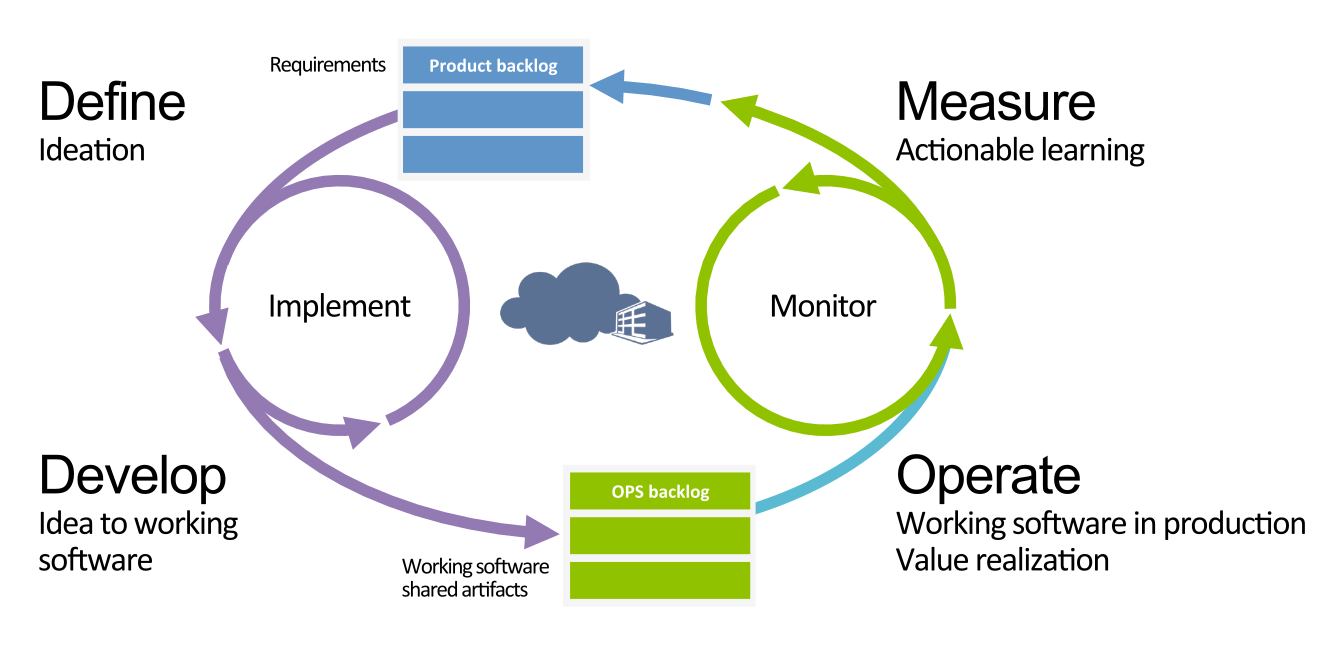 Requirements
Product backlog
Define
Ideation
Measure
Actionable learning
Implement
Monitor
Develop
Idea to working
software
OPS backlog
Working software
shared artifacts
Operate
Working software in production
Value realization